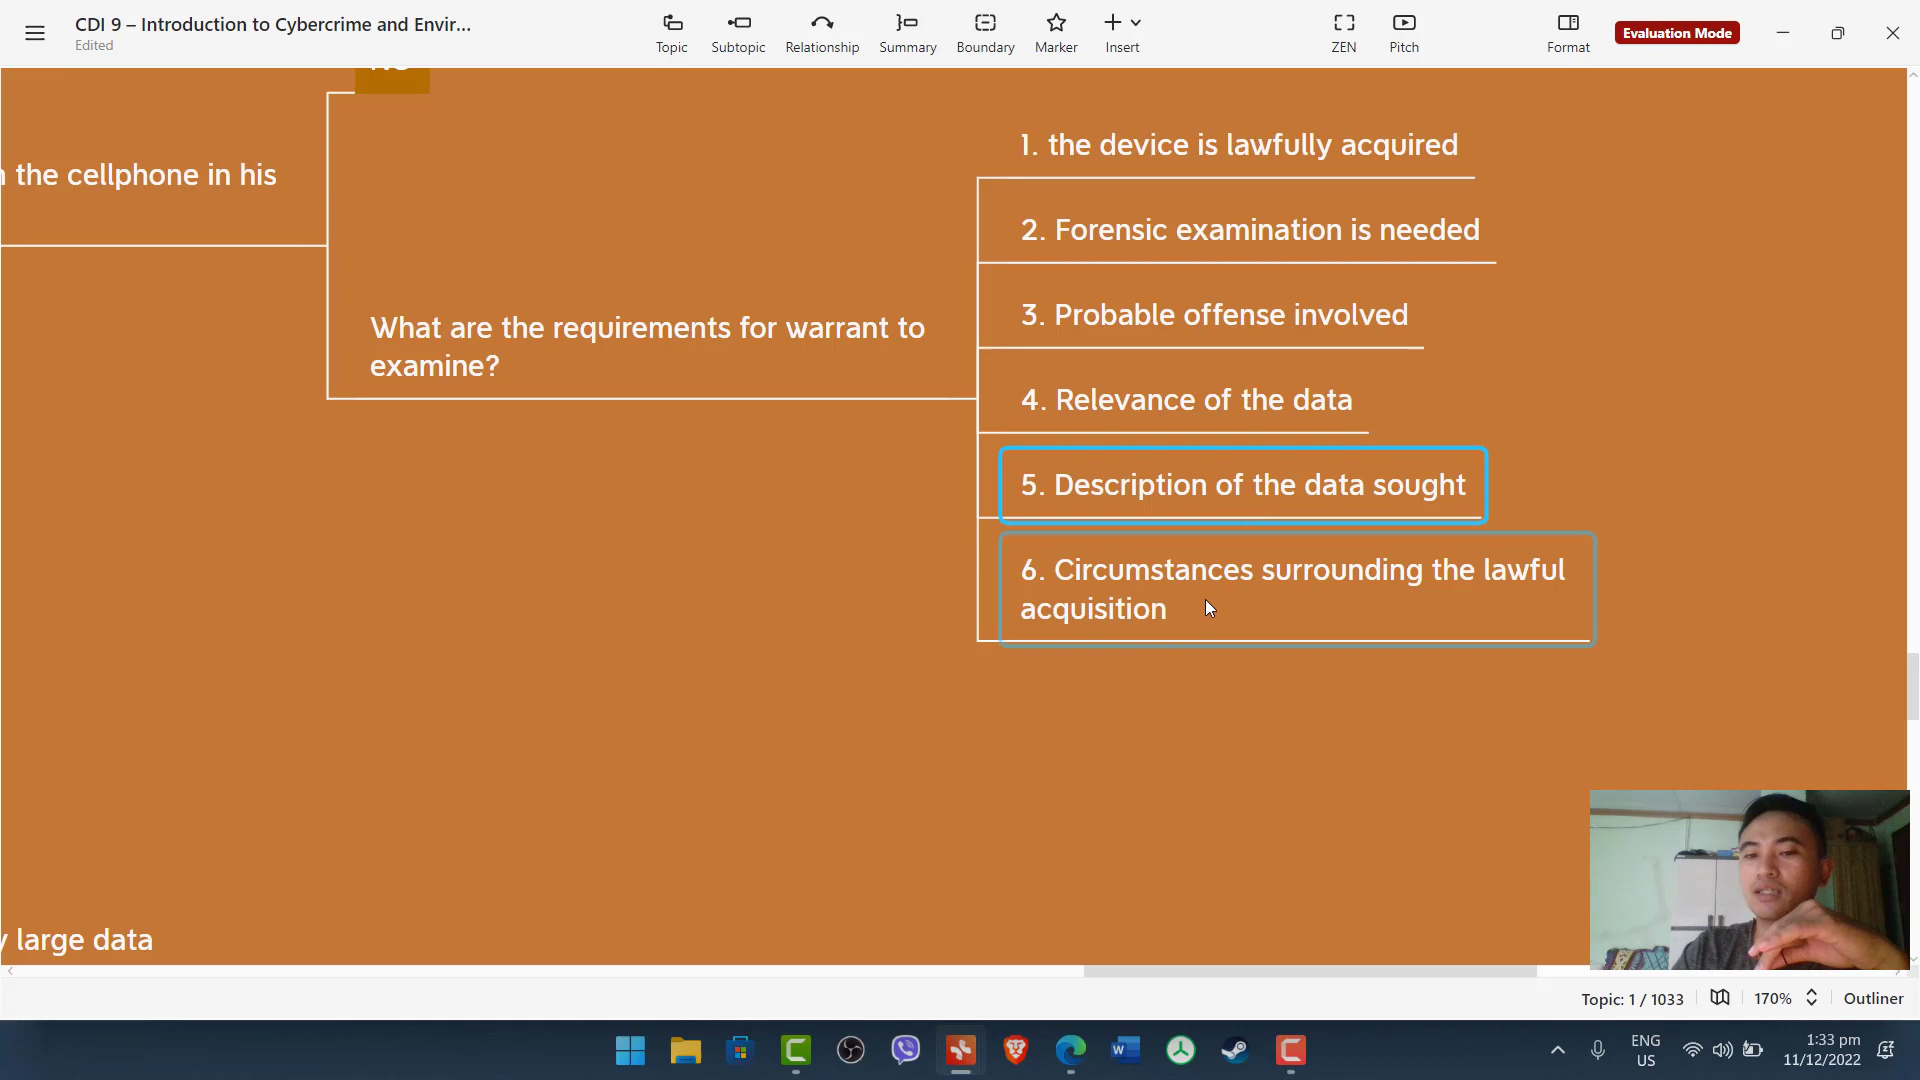 CDI 9 – Introduction to Cybercrime and Envir...
Edited
Topic
Subtopic
Relationship
Summary
Boundary
Marker
Insert
ZEN
Pitch
Format
Evaluation Mode
the cellphone in his
What are the requirements for warrant to
examine?
1. the device is lawfully acquired
2. Forensic examination is needed
3. Probable offense involved
4. Relevance of the data
5. Description of the data sought
6. Circumstances surrounding the lawful
acquisition
large data
Topic: 1 / 1033
170%
Outliner
ENG
US
1:33 pm
11/12/2022